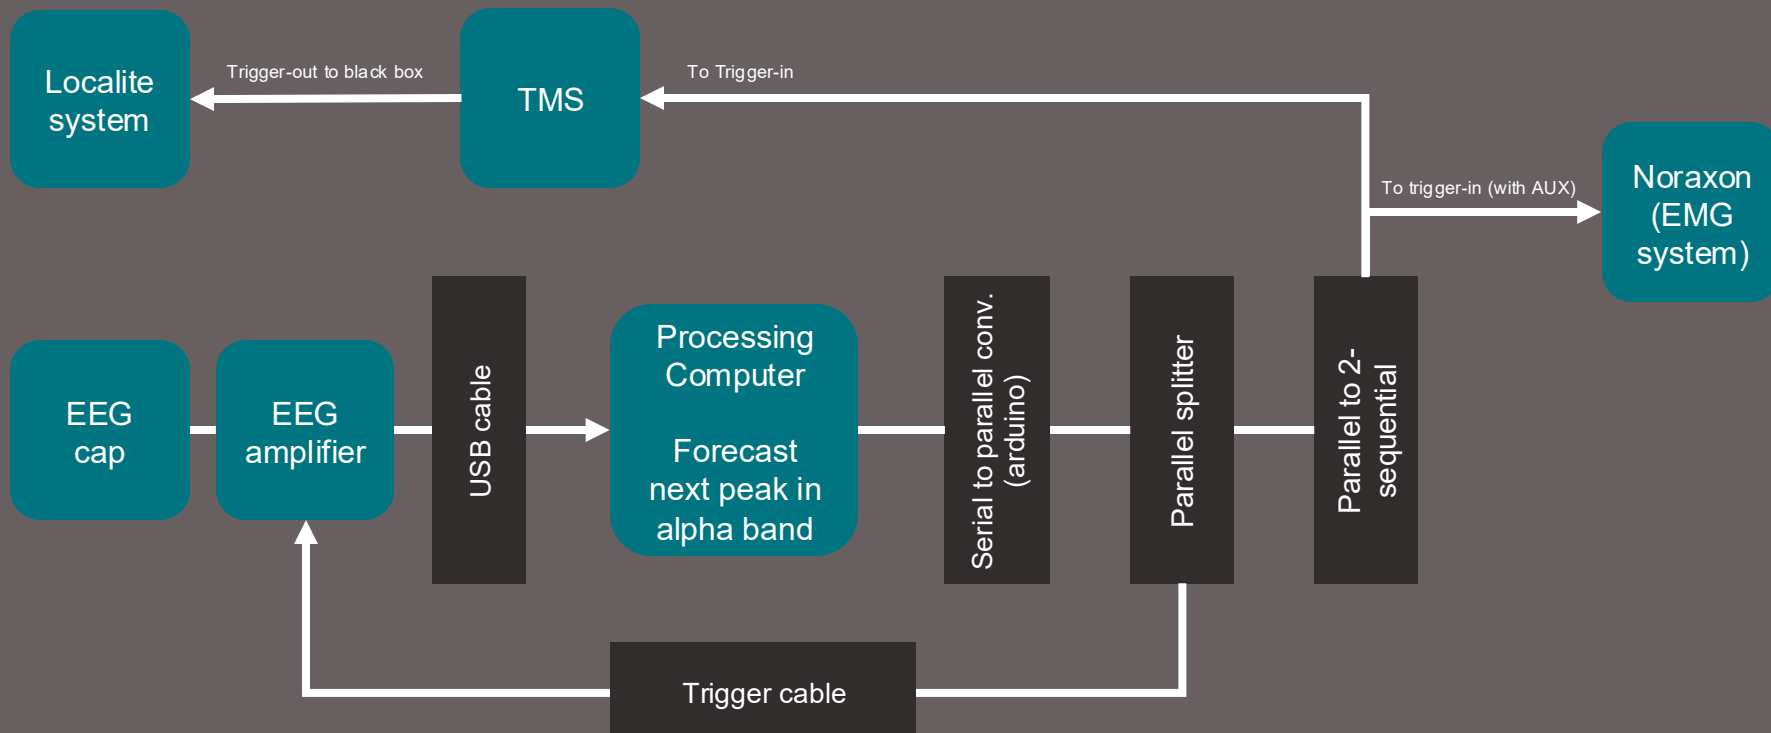 Localite
system
Trigger-out to black box
TMS
To Trigger-in
To trigger-in (with AUX)
Noraxon
(EMG
system)
EEG
cap
EEG
amplifier
USB cable
Processing
Computer
Forecast
next peak in
alpha band
Serial to parallel conv.
(arduino)
Parallel splitter
Parallel to 2-
sequential
Trigger cable